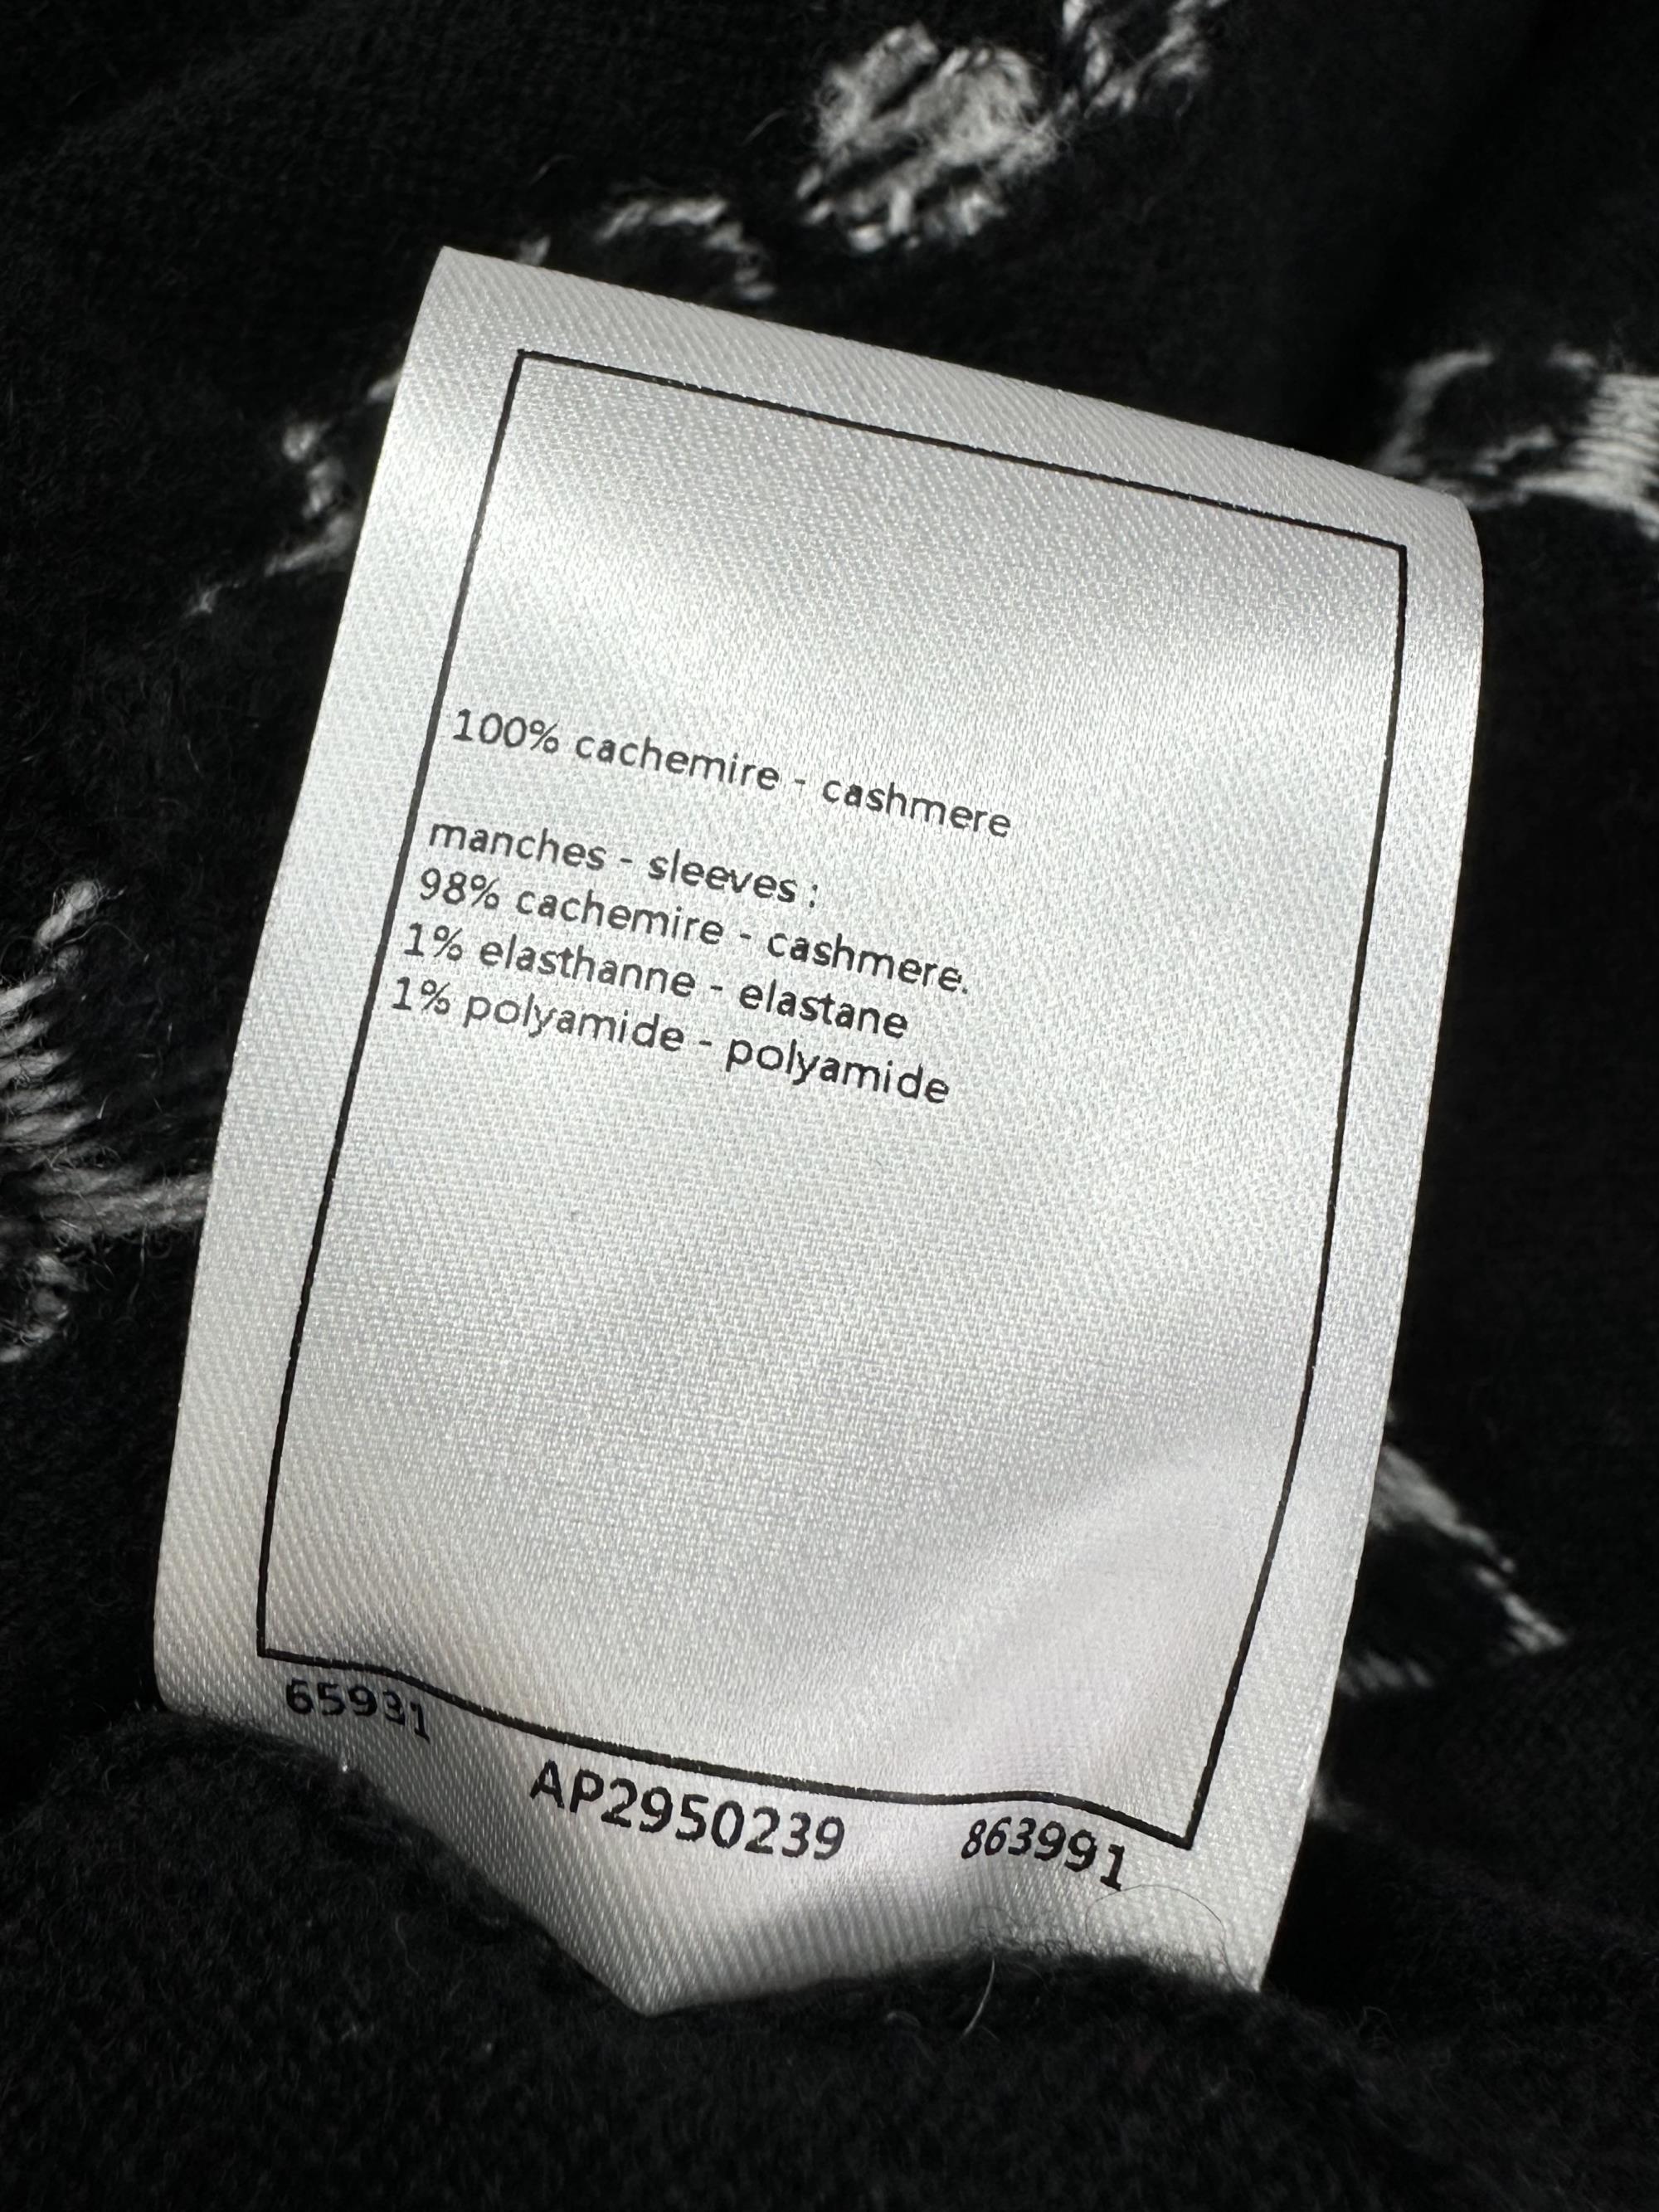 100% cachemire - cashmere
manches - sleeves :
98% cachemire - cashmere.
1% elasthanne - elastane
1% polyamide - polyamide
65931 AP2950239 863991